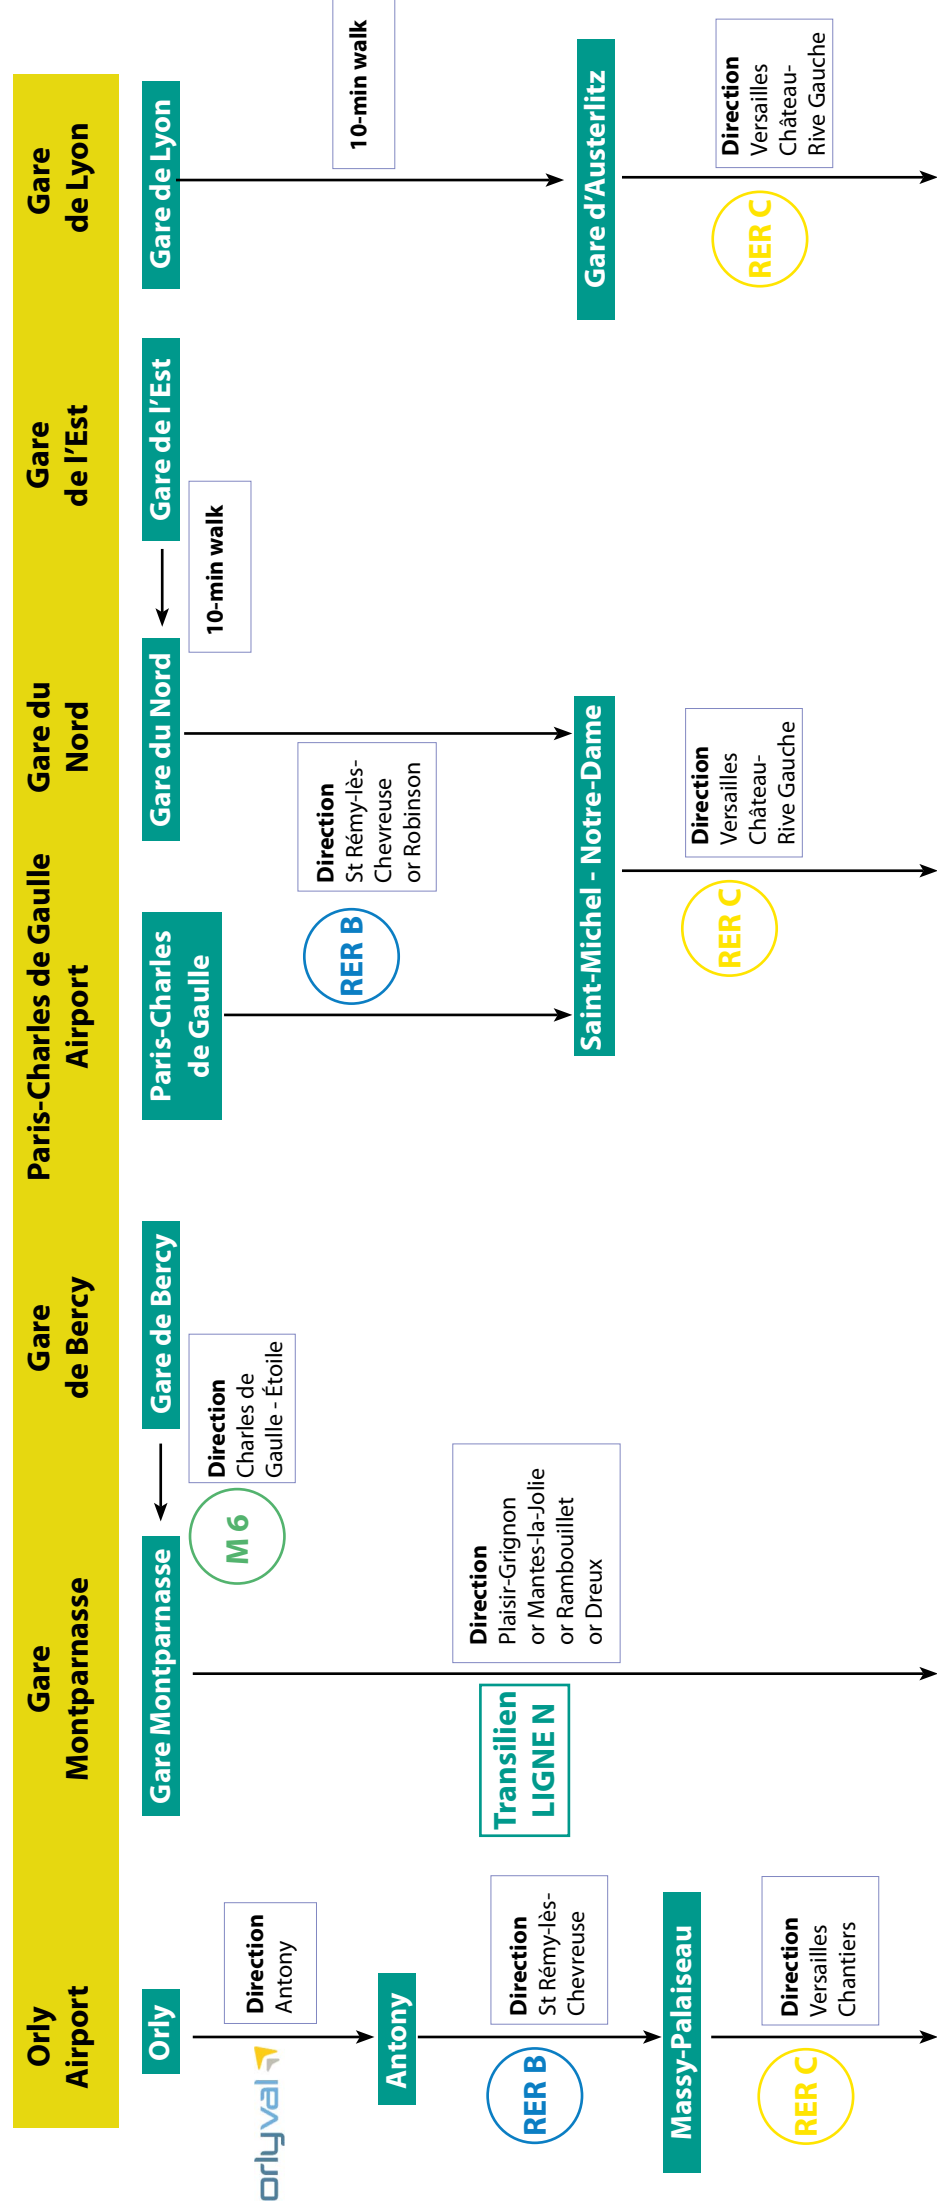 Orly
Airport
Gare
Montparnasse
Gare
de Bercy
Paris-Charles de Gaulle
Airport
Gare du
Nord
Gare
de l'Est
Gare
de Lyon
Orly
orlyval
Direction
Antony
Antony
RER B
Direction
St Rémy-lès-
Chevreuse
Massy-Palaiseau
RER C
Direction
Versailles
Chantiers
Gare Montparnasse
Gare de Bercy
M 6
Direction
Charles de
Gaulle - Étoile
Transilien
LIGNE N
Direction
Plaisir-Grignon
or Mantes-la-Jolie
or Rambouillet
or Dreux
Paris-Charles
de Gaulle
Gare du Nord
Gare de l'Est
10-min walk
RER B
Direction
St Rémy-lès-
Chevreuse
or Robinson
Saint-Michel - Notre-Dame
RER C
Direction
Versailles
Château-
Rive Gauche
Gare de Lyon
10-min walk
Gare d'Austerlitz
RER C
Direction
Versailles
Château-
Rive Gauche